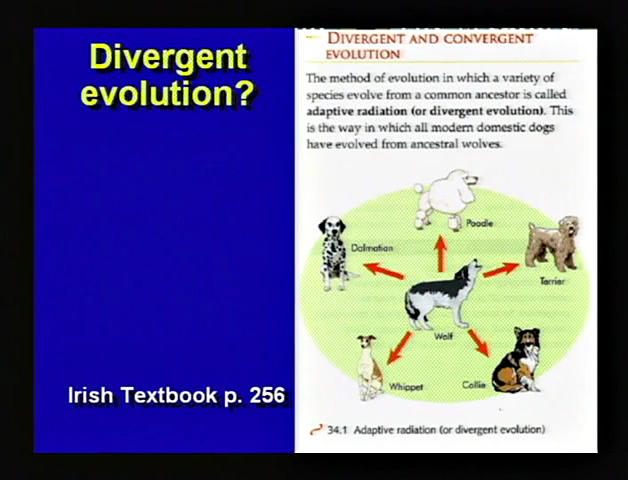 Divergent
evolution?
Irish Textbook p. 256
DIVERGENT AND CONVERGENT
EVOLUTION
The method of evolution in which a variety of
species evolve from a common ancestor is called
adaptive radiation (or divergent evolution). This
is the way in which all modern domestic dogs
have evolved from ancestral wolves.
Poodle
Dalmation
Terrier
Wolf
Whippet
Collie
34.1 Adaptive radiation (or divergent evolution)